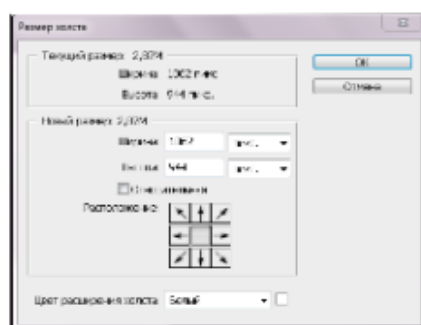 Размер холста
Текущий размер: 2,87M
OK
Ширина: 1062 пикс.
Отмена
Высота: 944 пикс.
Новый размер: 2,87M
Ширина: 1062 пикс.
Высота: 944 пикс.
Относительная
Расположение:
Цвет расширения холста: Белый